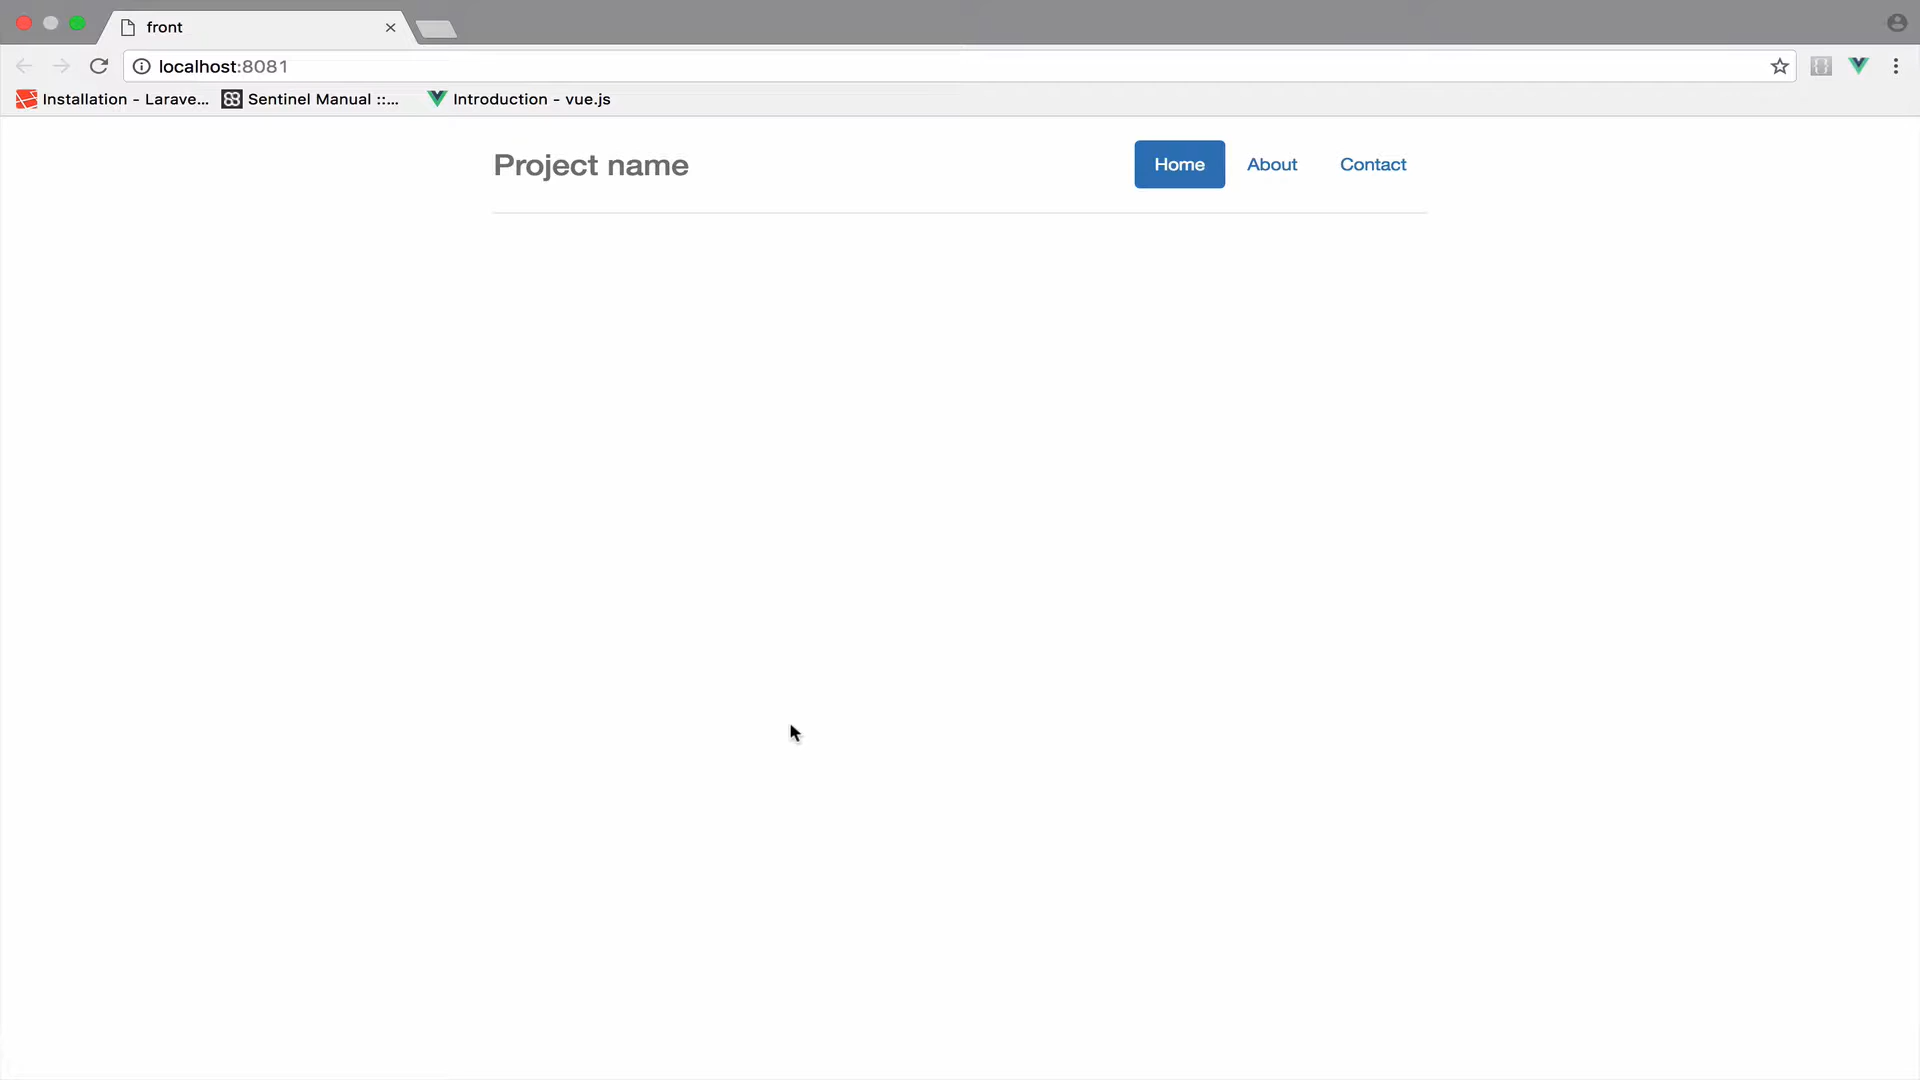 front
localhost:8081
Installation - Larave... Sentinel Manual ::... Introduction - vue.js
Project name Home About Contact